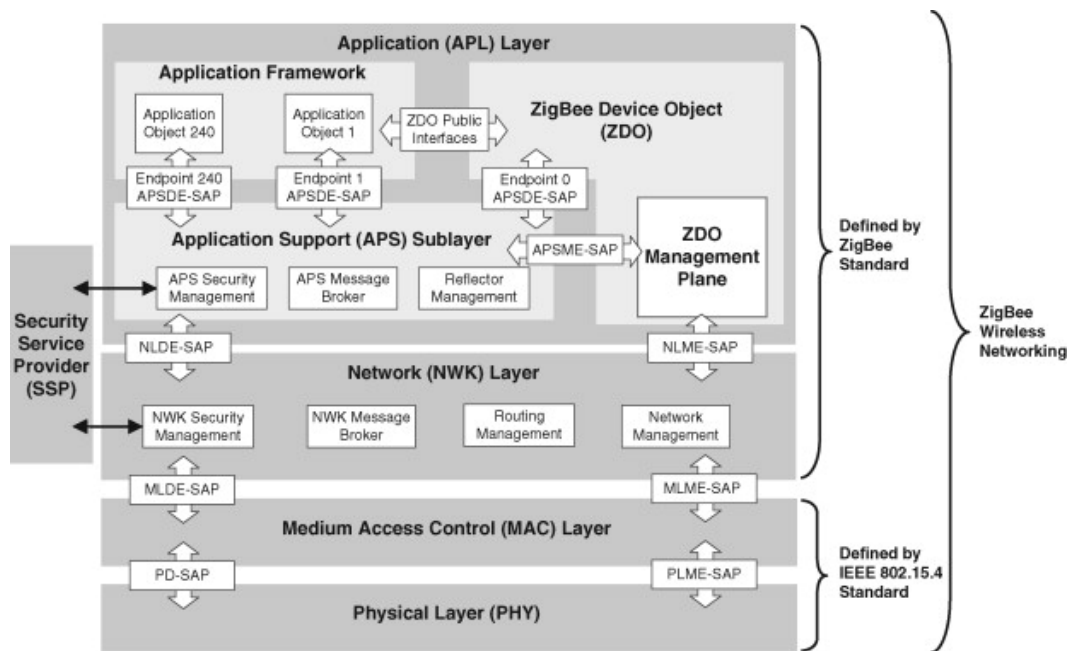 Application (APL) Layer
Application Framework
Application
Object 240
Application
Object 1
ZDO Public
Interfaces
ZigBee Device Object
(ZDO)
Endpoint 240
APSDE-SAP
Endpoint 1
APSDE-SAP
Endpoint 0
APSDE-SAP
Application Support (APS) Sublayer
APSME-SAP
ZDO
Management
Plane
APS Security
Management
APS Message
Broker
Reflector
Management
Security
Service
Provider
(SSP)
NLDE-SAP
NLME-SAP
Network (NWK) Layer
NWK Security
Management
NWK Message
Broker
Routing
Management
Network
Management
MLDE-SAP
MLME-SAP
Medium Access Control (MAC) Layer
PD-SAP
PLME-SAP
Physical Layer (PHY)
Defined by
ZigBee
Standard
Defined by
IEEE 802.15.4
Standard
ZigBee
Wireless
Networking